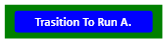 Trasition To Run A.